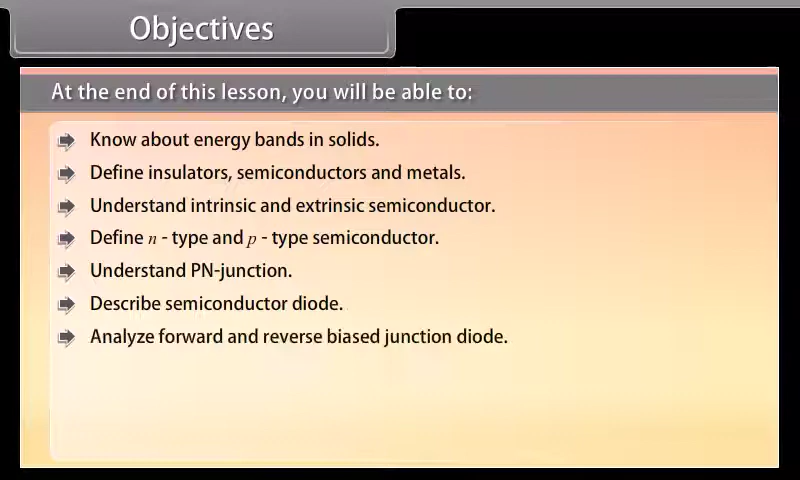 Objectives
At the end of this lesson, you will be able to:
Know about energy bands in solids.
Define insulators, semiconductors and metals.
Understand intrinsic and extrinsic semiconductor.
Define n - type and p - type semiconductor.
Understand PN-junction.
Describe semiconductor diode.
Analyze forward and reverse biased junction diode.